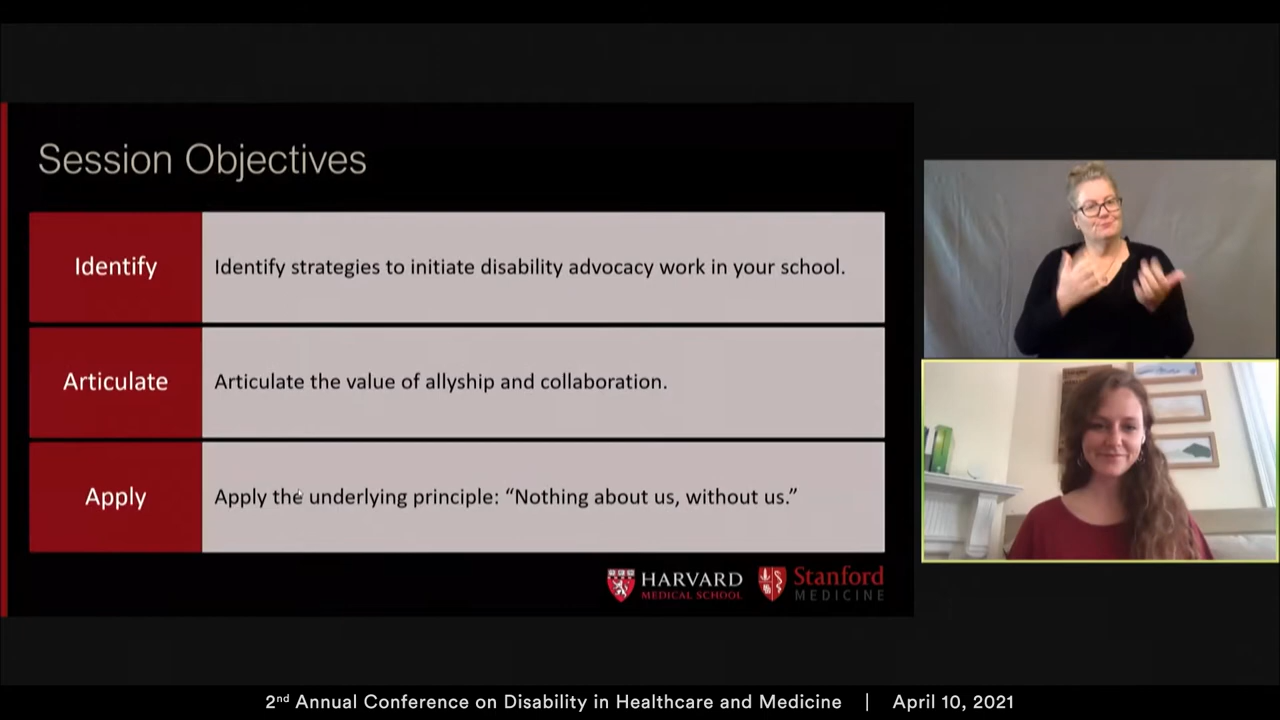 Session Objectives
Identify
Identify strategies to initiate disability advocacy work in your school.
Articulate
Articulate the value of allyship and collaboration.
Apply
Apply the underlying principle: “Nothing about us, without us.”
HARVARD
MEDICAL SCHOOL
Stanford
MEDICINE
2nd Annual Conference on Disability in Healthcare and Medicine | April 10, 2021